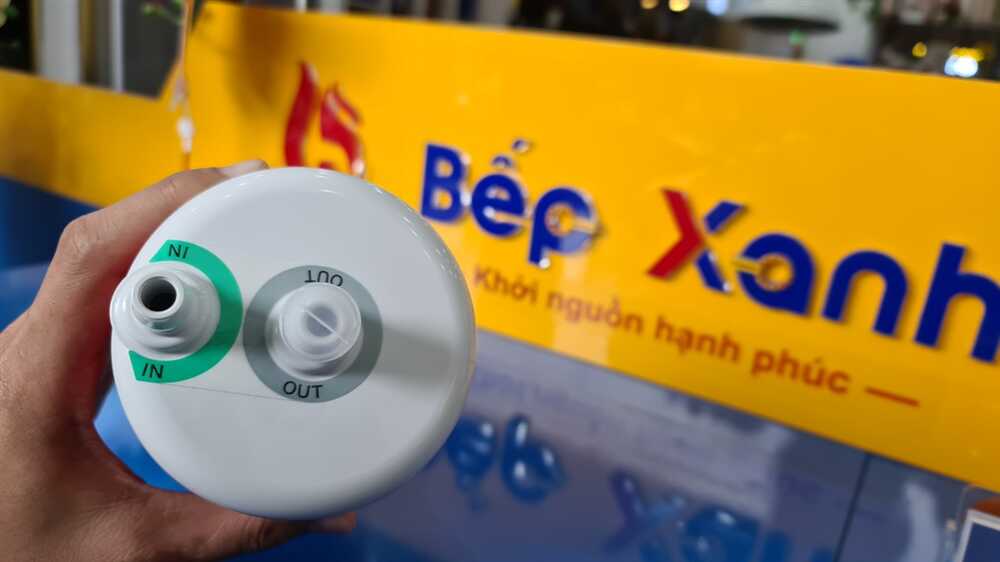 Bếp Xanh
Khởi nguồn hạnh phúc
IN
OUT
IN
OUT